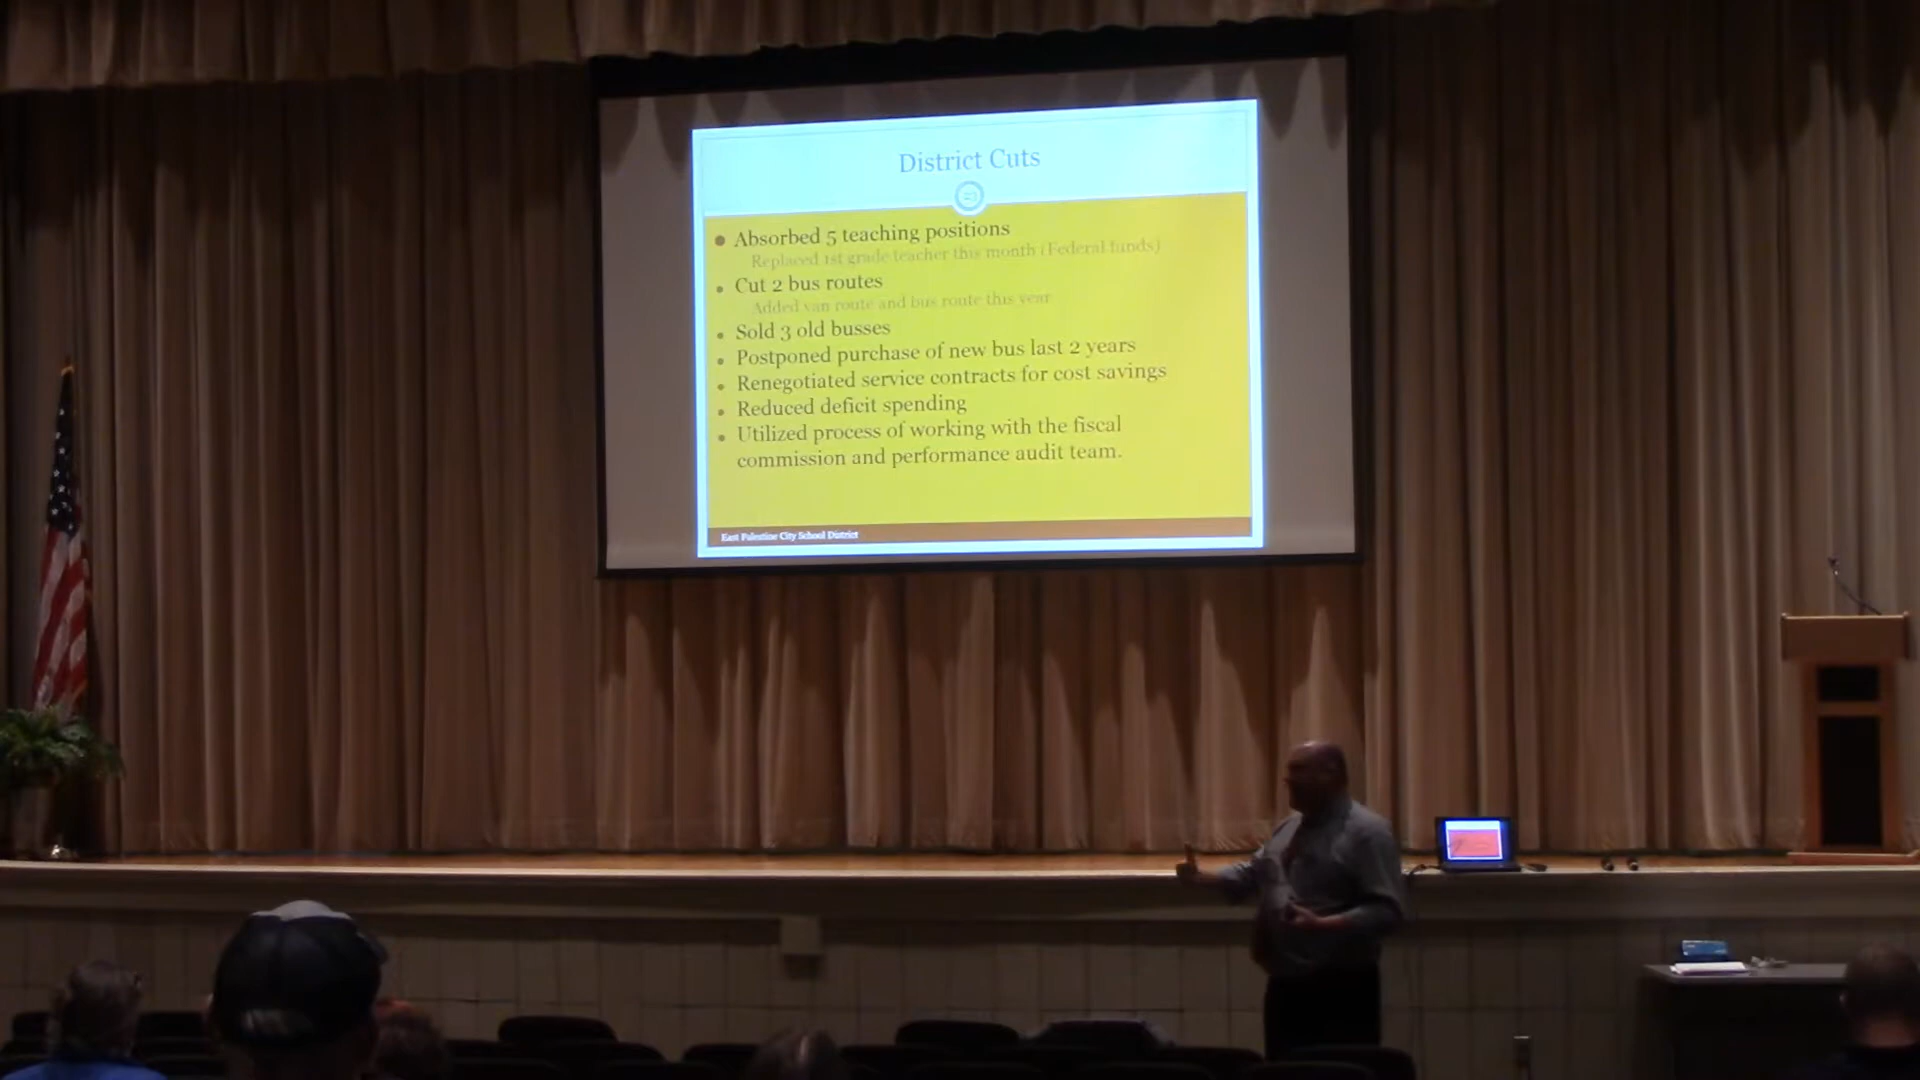 District Cuts
Absorbed 5 teaching positions
Replaced 1st grade teacher this month (Federal funds)
Cut 2 bus routes
Added van route and bus route this year
Sold 3 old busses
Postponed purchase of new bus last 2 years
Renegotiated service contracts for cost savings
Reduced deficit spending
Utilized process of working with the fiscal
commission and performance audit team.
East Palestine City School District